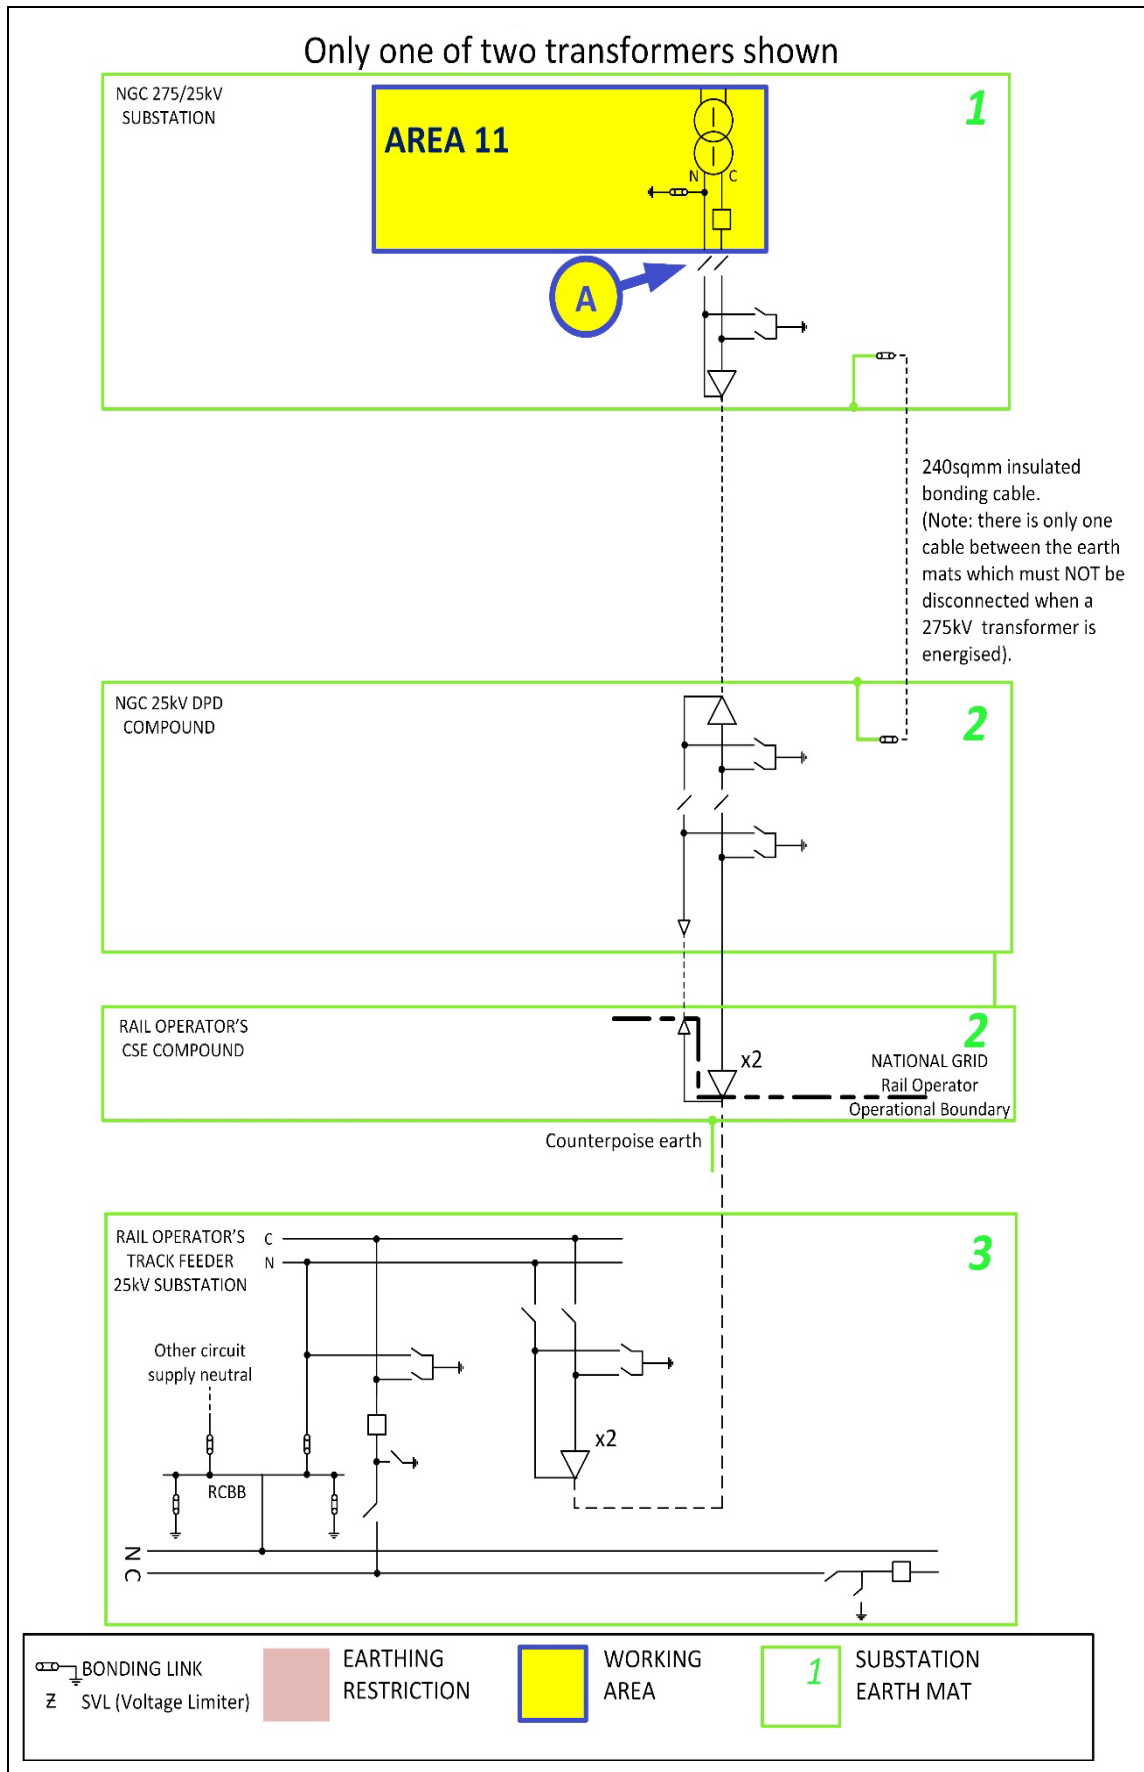 Only one of two transformers shown
NGC 275/25kV
SUBSTATION
1
AREA 11
N
C
A
240sqmm insulated
bonding cable.
(Note: there is only one
cable between the earth
mats which must NOT be
disconnected when a
275kV transformer is
energised).
NGC 25kV DPD
COMPOUND
2
RAIL OPERATOR'S
CSE COMPOUND
2
x2
NATIONAL GRID
Rail Operator
Operational Boundary
Counterpoise earth
RAIL OPERATOR'S
TRACK FEEDER
25kV SUBSTATION
C
N
3
Other circuit
supply neutral
x2
RCBB
N
C
BONDING LINK
SVL (Voltage Limiter)
EARTHING
RESTRICTION
WORKING
AREA
1
SUBSTATION
EARTH MAT